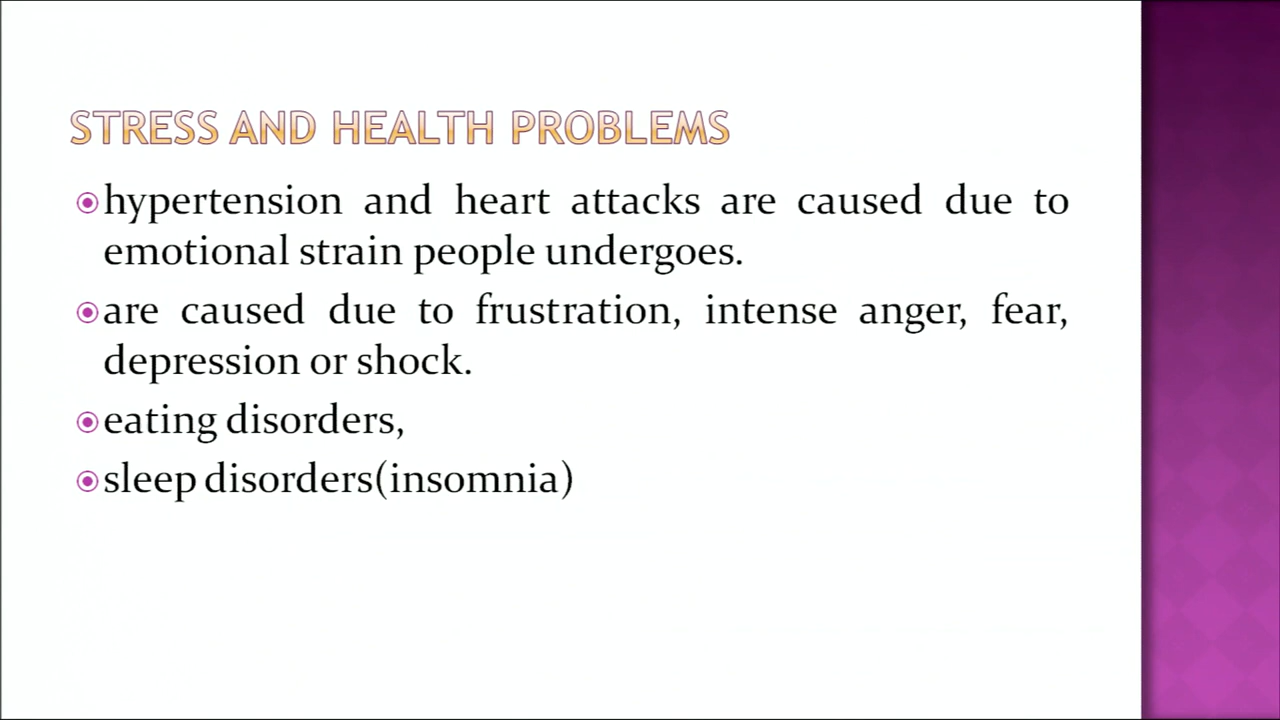 STRESS AND HEALTH PROBLEMS
hypertension and heart attacks are caused due to
emotional strain people undergoes.
are caused due to frustration, intense anger, fear,
depression or shock.
eating disorders,
sleep disorders(insomnia)